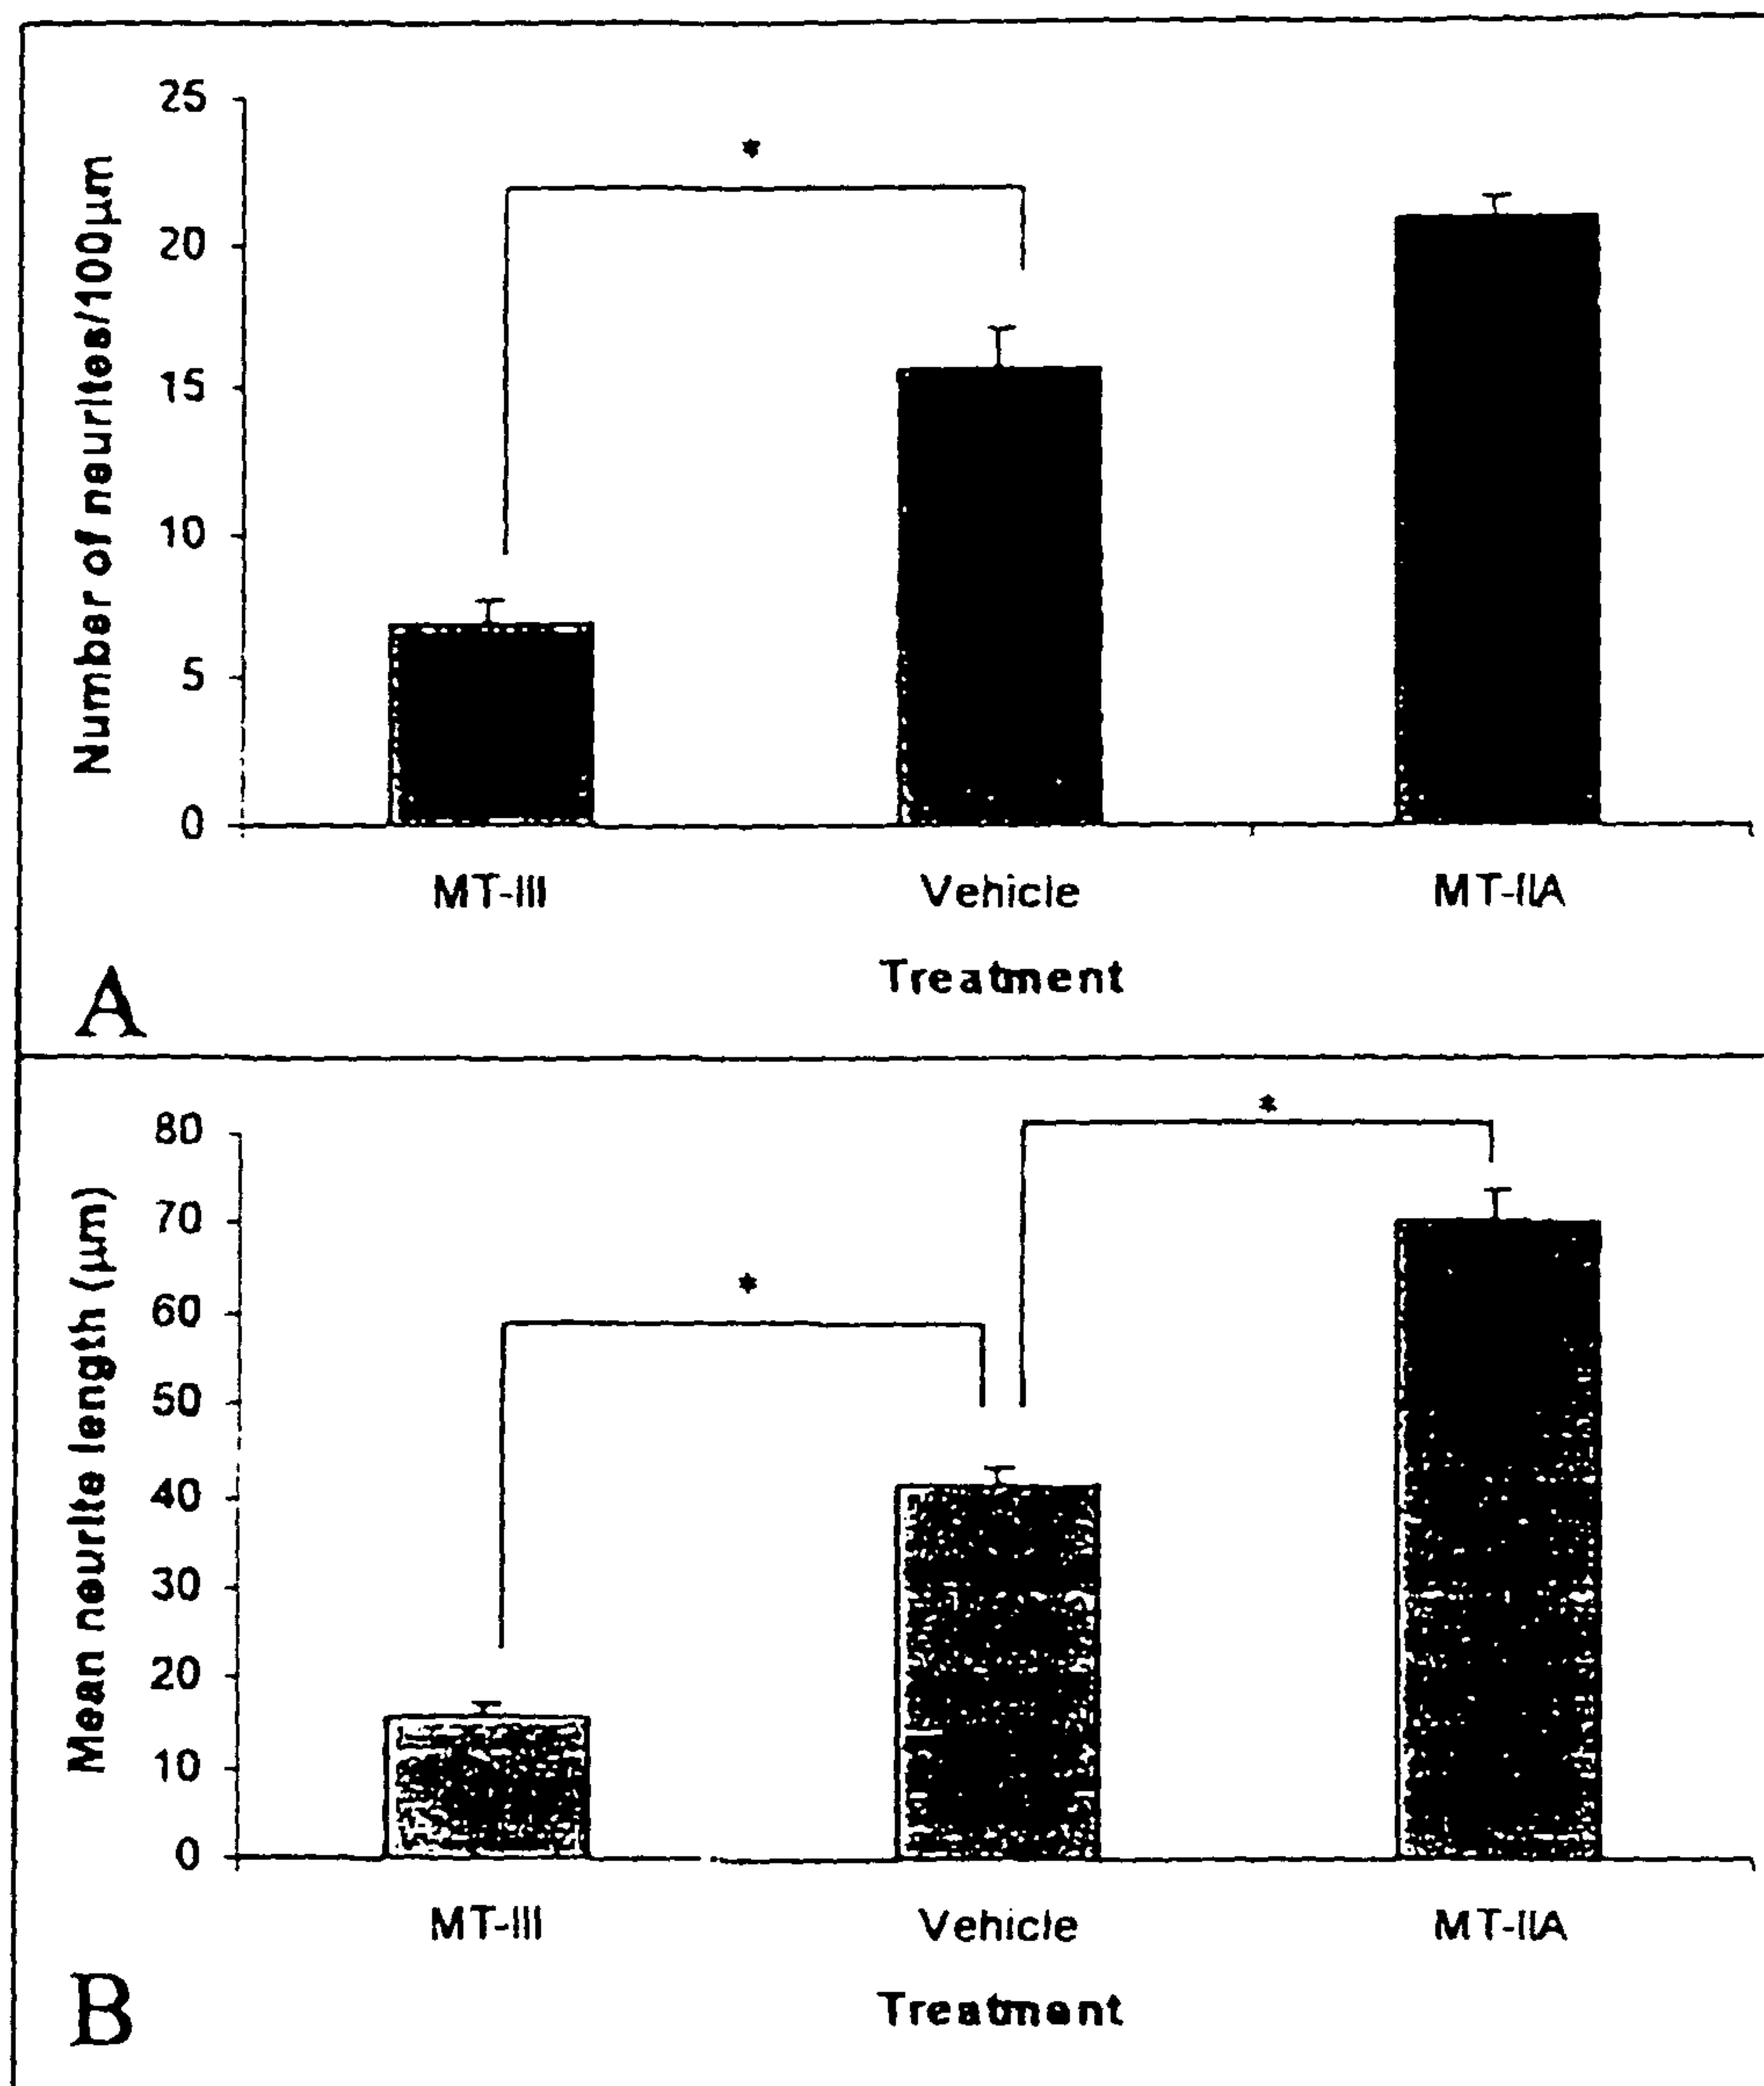 25
*
20
15
10
5
0
Number of neurites/100µm
MT-III Vehicle MT-IIA
Treatment
A
80
*
70
60
*
50
40
30
20
10
0
Mean neurite length (µm)
MT-III Vehicle MT-IIA
Treatment
B